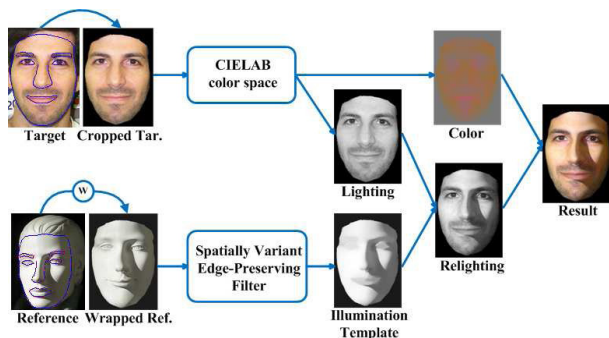 CIELAB
color space
Target
Cropped Tar.
Color
Lighting
W
Relighting
Result
Spatially Variant
Edge-Preserving
Filter
Reference
Wrapped Ref.
Illumination
Template